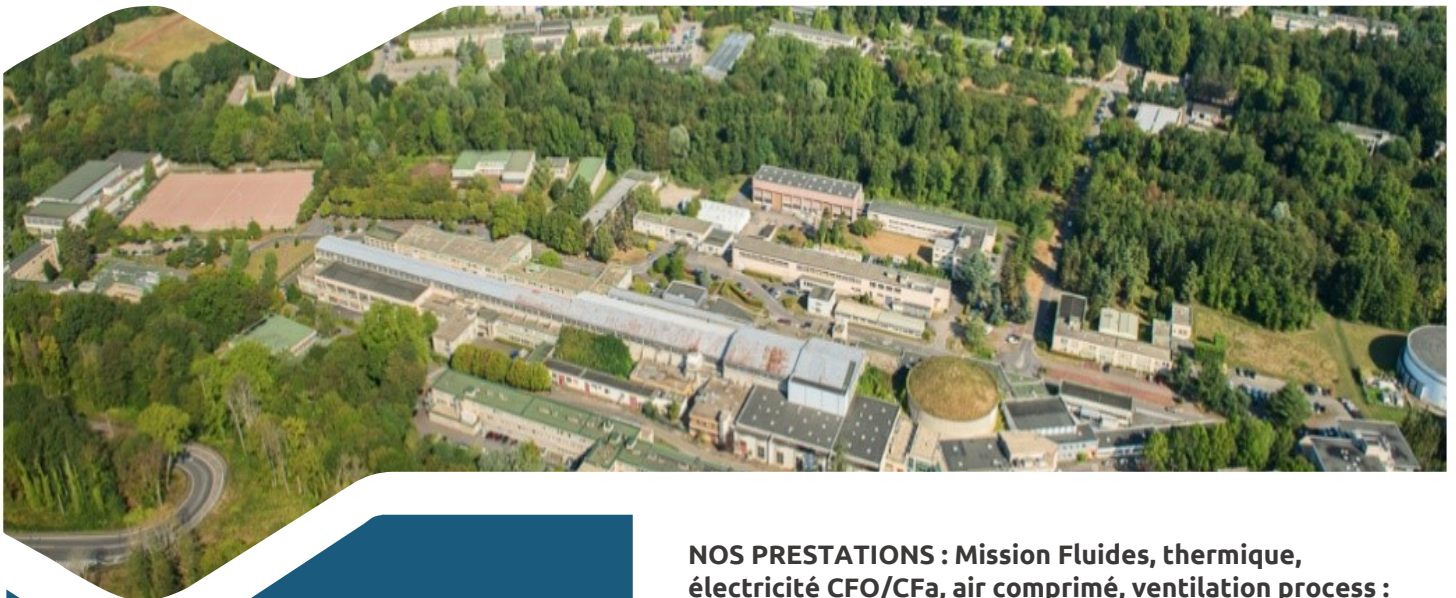 NOS PRESTATIONS : Mission Fluides, thermique,
électricité CFO/CFa, air comprimé, ventilation process :